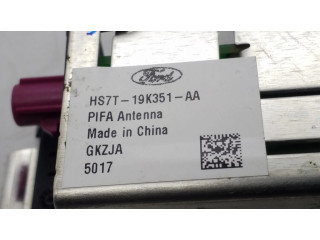 Ford
HS7T-19K351-AA
PIFA Antenna
Made in China
GKZJA
5017